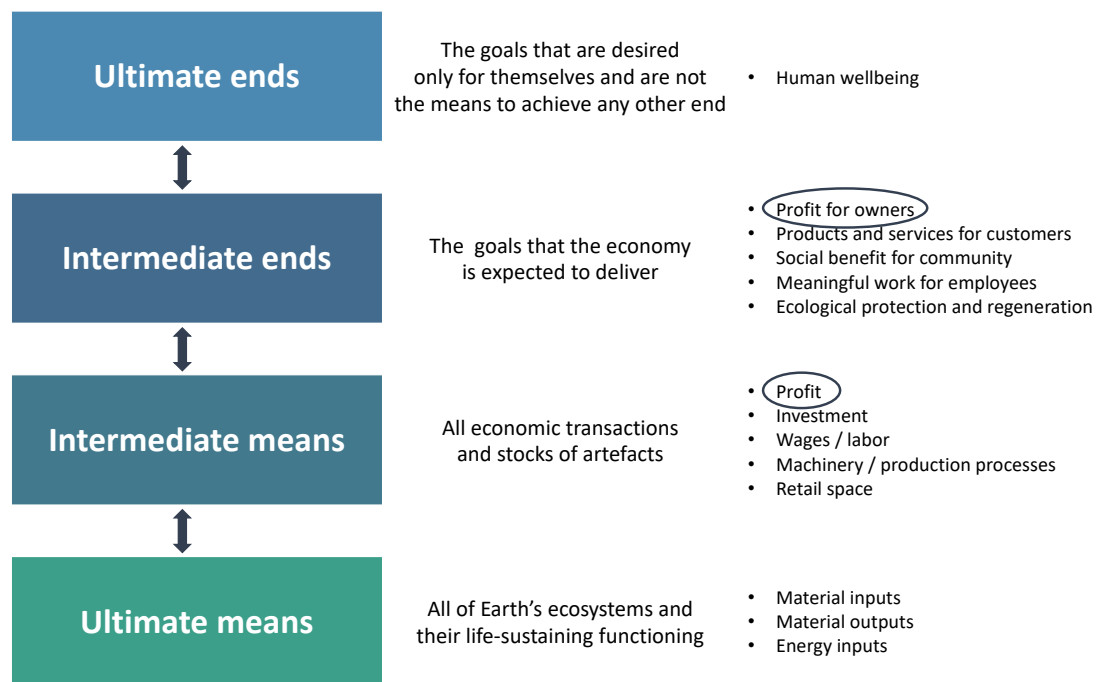 Ultimate ends
The goals that are desired
only for themselves and are not
the means to achieve any other end
• Human wellbeing
Intermediate ends
The goals that the economy
is expected to deliver
• Profit for owners
• Products and services for customers
• Social benefit for community
• Meaningful work for employees
• Ecological protection and regeneration
Intermediate means
All economic transactions
and stocks of artefacts
• Profit
• Investment
• Wages / labor
• Machinery / production processes
• Retail space
Ultimate means
All of Earth’s ecosystems and
their life-sustaining functioning
• Material inputs
• Material outputs
• Energy inputs